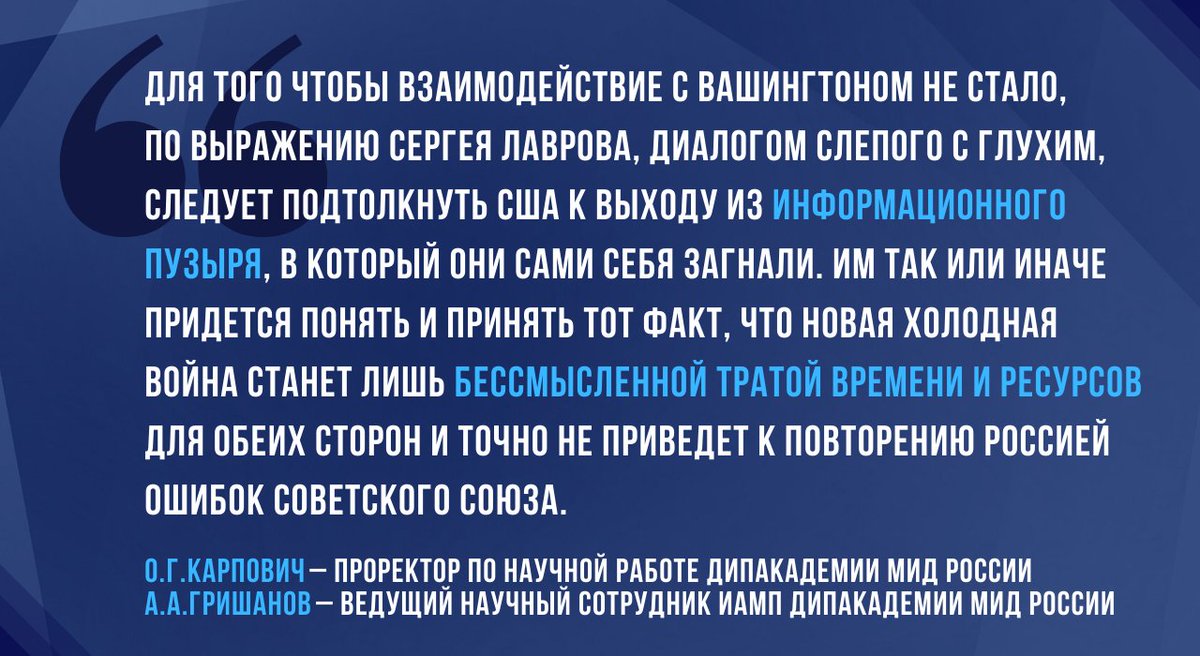 ДЛЯ ТОГО ЧТОБЫ ВЗАИМОДЕЙСТВИЕ С ВАШИНГТОНОМ НЕ СТАЛО,
ПО ВЫРАЖЕНИЮ СЕРГЕЯ ЛАВРОВА, ДИАЛОГОМ СЛЕПОГО С ГЛУХИМ,
СЛЕДУЕТ ПОДТОЛКНУТЬ США К ВЫХОДУ ИЗ ИНФОРМАЦИОННОГО
ПУЗЫРЯ, В КОТОРЫЙ ОНИ САМИ СЕБЯ ЗАГНАЛИ. ИМ ТАК ИЛИ ИНАЧЕ
ПРИДЕТСЯ ПОНЯТЬ И ПРИНЯТЬ ТОТ ФАКТ, ЧТО НОВАЯ ХОЛОДНАЯ
ВОЙНА СТАНЕТ ЛИШЬ БЕССМЫСЛЕННОЙ ТРАТОЙ ВРЕМЕНИ И РЕСУРСОВ
ДЛЯ ОБЕИХ СТОРОН И ТОЧНО НЕ ПРИВЕДЕТ К ПОВТОРЕНИЮ РОССИЕЙ
ОШИБОК СОВЕТСКОГО СОЮЗА.
О.Г.КАРПОВИЧ – ПРОРЕКТОР ПО НАУЧНОЙ РАБОТЕ ДИПАКАДЕМИИ МИД РОССИИ
А.А.ГРИШАНОВ – ВЕДУЩИЙ НАУЧНЫЙ СОТРУДНИК ИАМП ДИПАКАДЕМИИ МИД РОССИИ